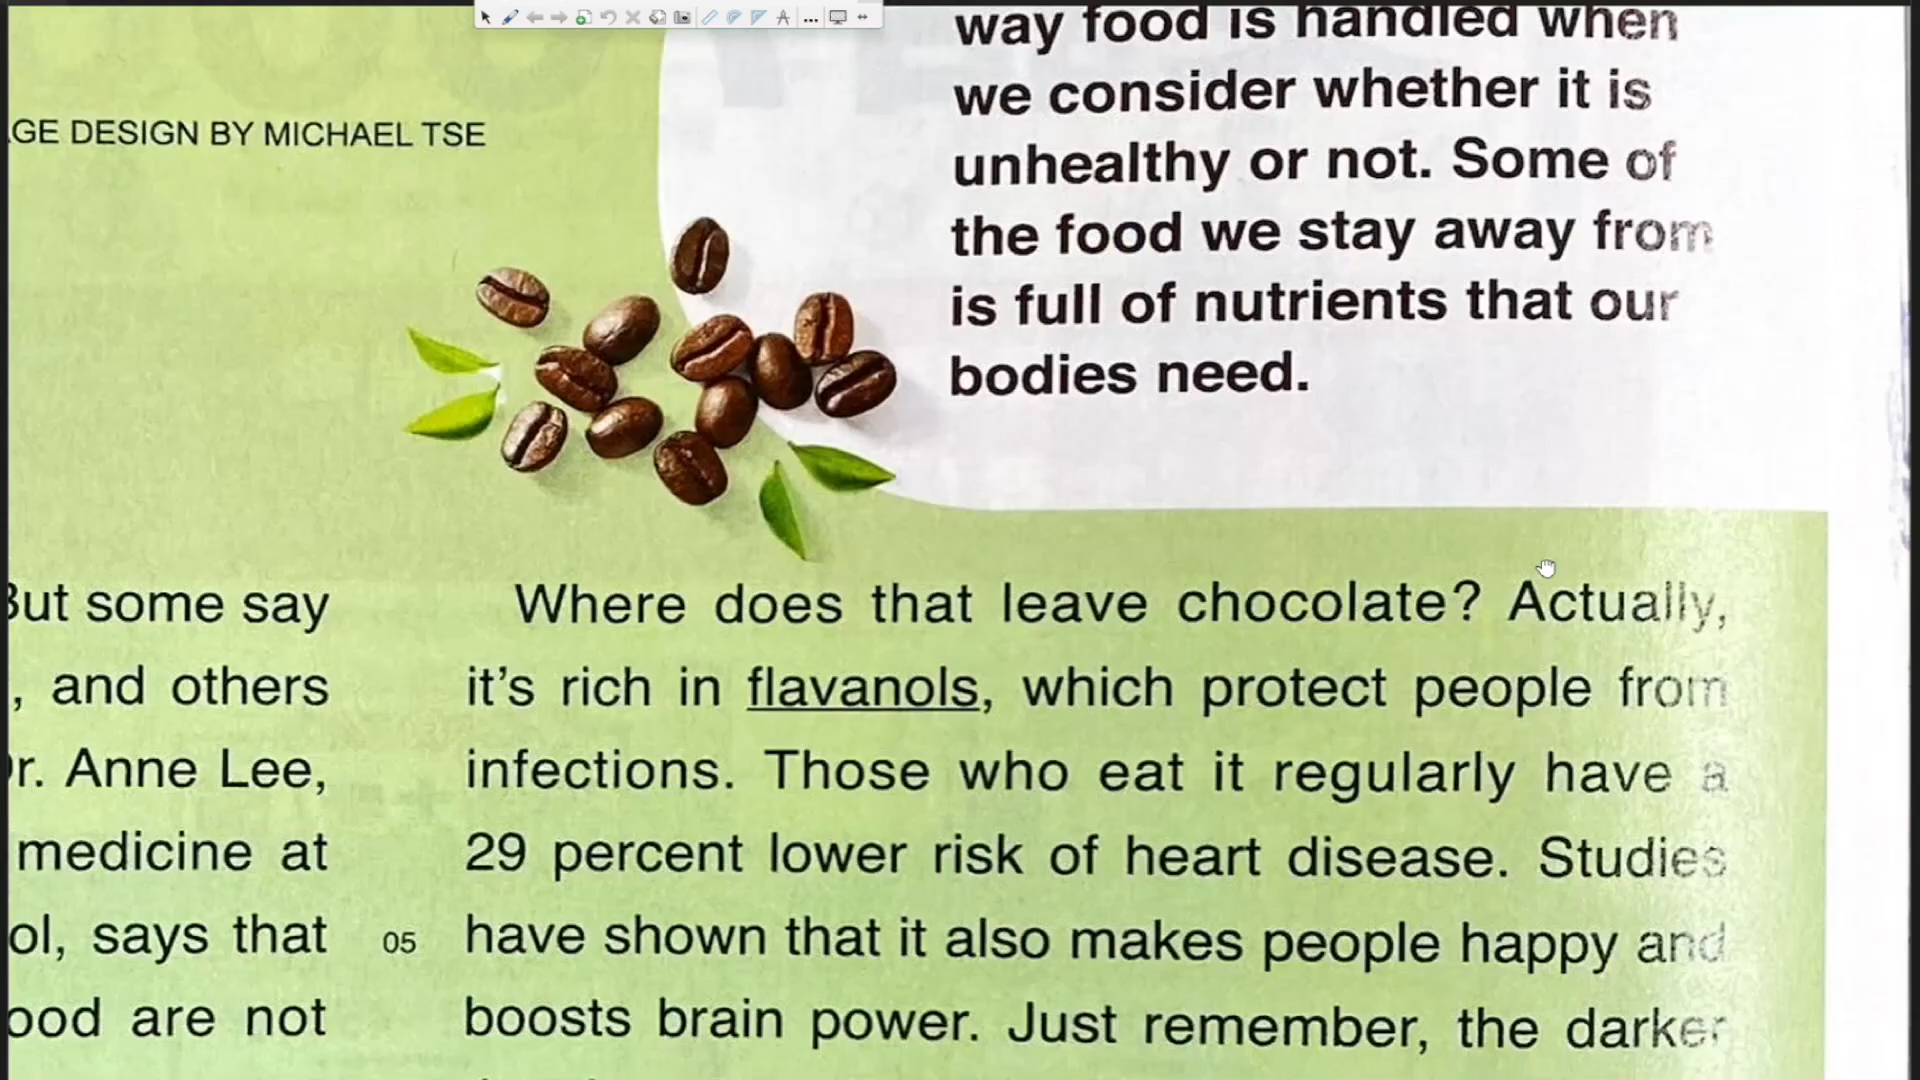 way food is handled when
we consider whether it is
unhealthy or not. Some of
the food we stay away from
is full of nutrients that our
bodies need.
GE DESIGN BY MICHAEL TSE
But some say
, and others
Dr. Anne Lee,
medicine at
ol, says that
ood are not
Where does that leave chocolate? Actually,
it's rich in flavanols, which protect people from
infections. Those who eat it regularly have a
29 percent lower risk of heart disease. Studies
05 have shown that it also makes people happy and
boosts brain power. Just remember, the darker